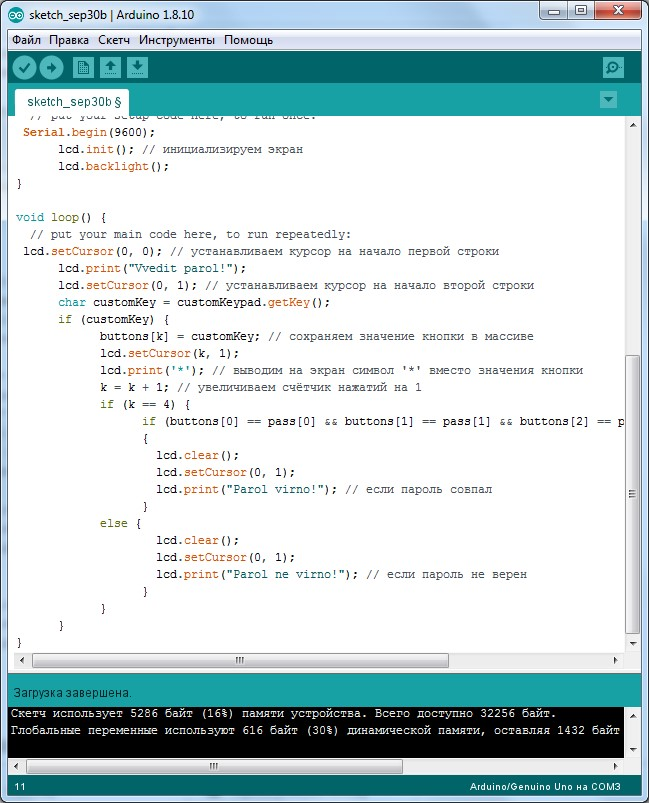 sketch_sep30b | Arduino 1.8.10
Файл Правка Скетч Инструменты Помощь
sketch_sep30b §
// put your setup code here, to run once:
Serial.begin(9600);
lcd.init(); // инициализируем экран
lcd.backlight();
}
void loop() {
// put your main code here, to run repeatedly:
lcd.setCursor(0, 0); // устанавливаем курсор на начало первой строки
lcd.print("Vvedit parol!");
lcd.setCursor(0, 1); // устанавливаем курсор на начало второй строки
char customKey = customKeypad.getKey();
if (customKey) {
buttons[k] = customKey; // сохраняем значение кнопки в массиве
lcd.setCursor(k, 1);
lcd.print('*'); // выводим на экран символ '*' вместо значения кнопки
k = k + 1; // увеличиваем счётчик нажатий на 1
if (k == 4) {
if (buttons[0] == pass[0] && buttons[1] == pass[1] && buttons[2] == p
{
lcd.clear();
lcd.setCursor(0, 1);
lcd.print("Parol virno!"); // если пароль совпал
}
else {
lcd.clear();
lcd.setCursor(0, 1);
lcd.print("Parol ne virno!"); // если пароль не верен
}
}
}
}
Загрузка завершена.
Скетч использует 5286 байт (16%) памяти устройства. Всего доступно 32256 байт.
Глобальные переменные используют 616 байт (30%) динамической памяти, оставляя 1432 байт
11 Arduino/Genuino Uno на COM3